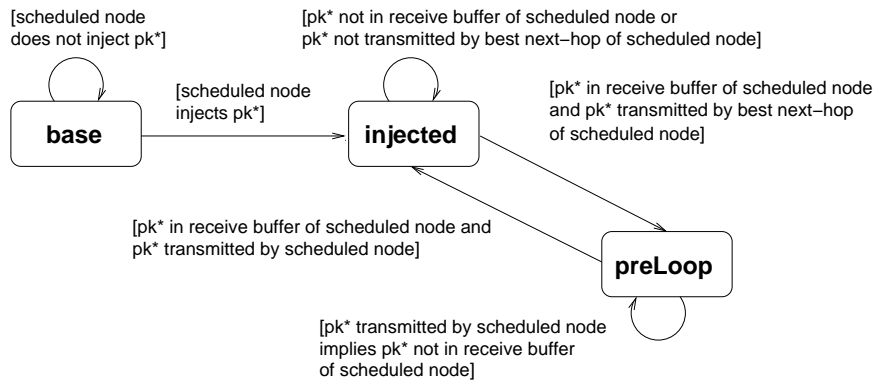 [scheduled node
does not inject pk*]
[pk* not in receive buffer of scheduled node or
pk* not transmitted by best next−hop of scheduled node]
[scheduled node
injects pk*]
[pk* in receive buffer of scheduled node
and pk* transmitted by best next−hop
of scheduled node]
base
injected
[pk* in receive buffer of scheduled node and
pk* transmitted by scheduled node]
preLoop
[pk* transmitted by scheduled node
implies pk* not in receive buffer
of scheduled node]